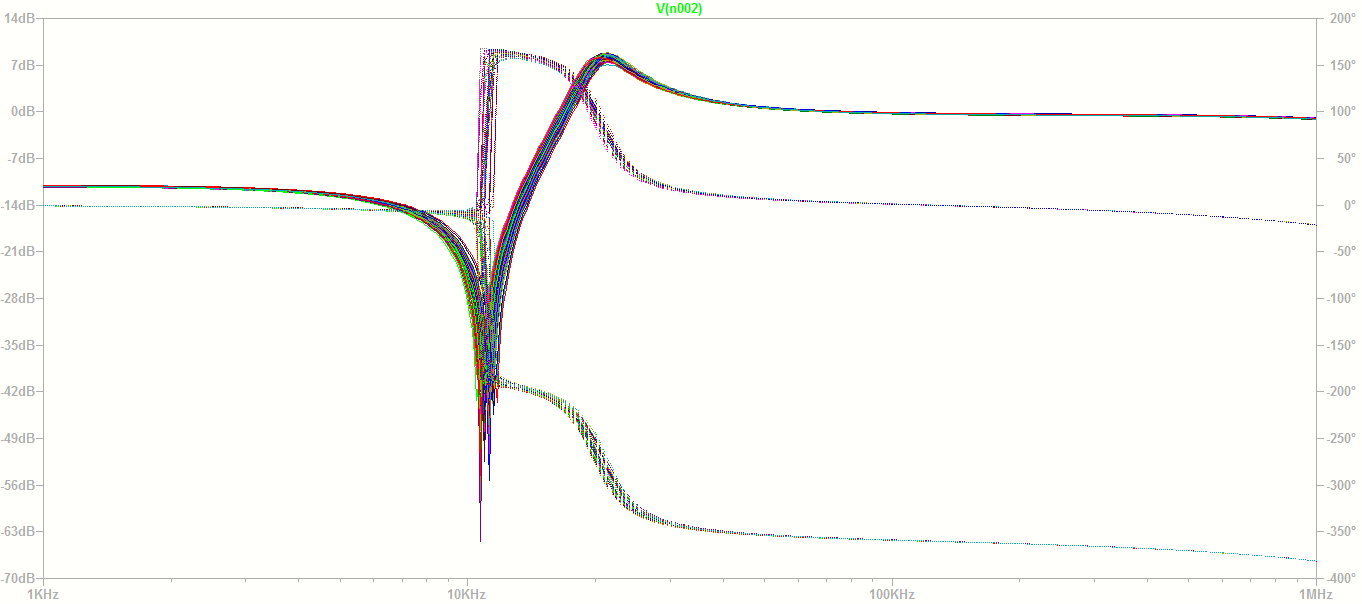 V(n002)
14dB 200°
7dB 150°
0dB 100°
-7dB 50°
-14dB 0°
-21dB -50°
-28dB -100°
-35dB -150°
-42dB -200°
-49dB -250°
-56dB -300°
-63dB -350°
-70dB -400°
1KHz 10KHz 100KHz 1MHz